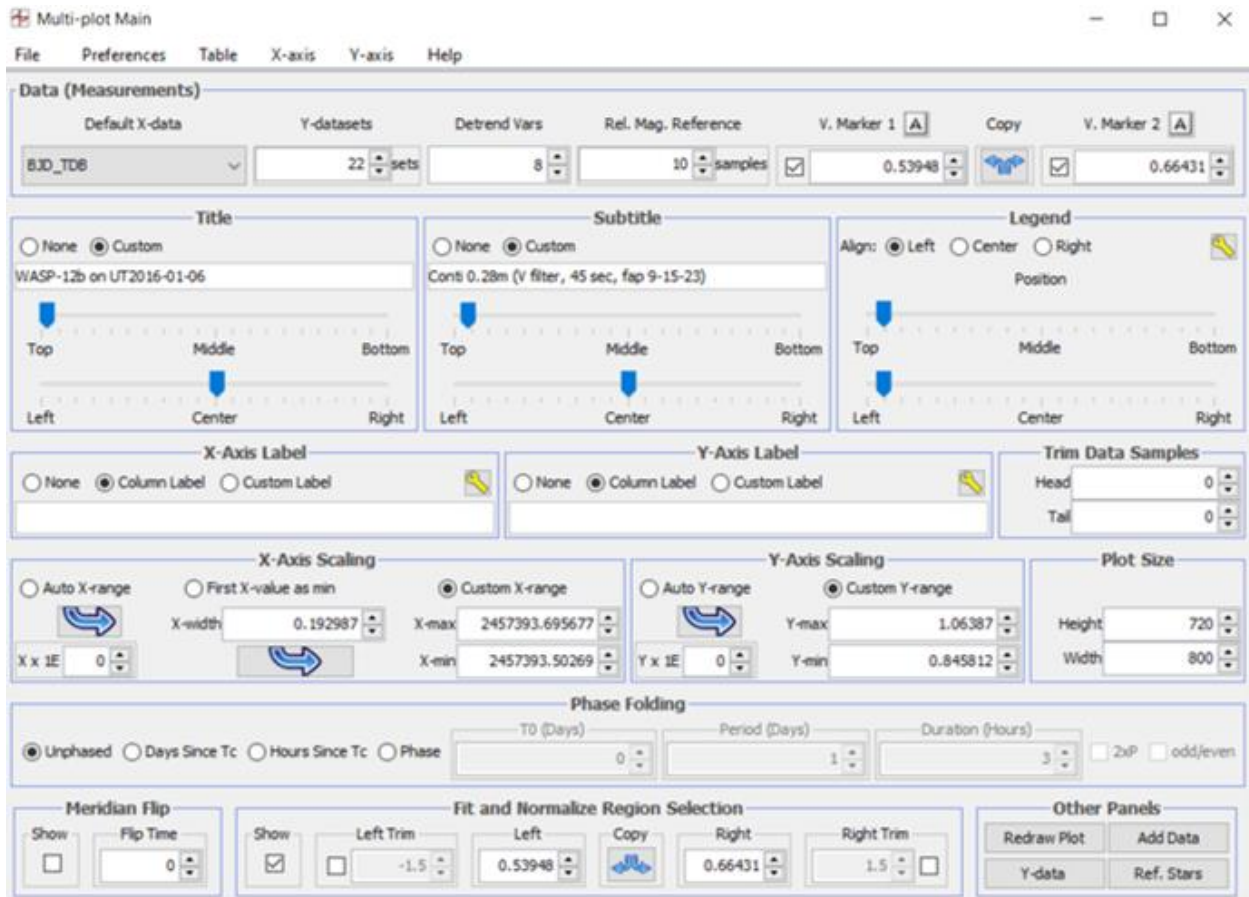 Multi-plot Main
File Preferences Table X-axis Y-axis Help
Data (Measurements)
Default X-data Y-datasets Detrend Vars Rel. Mag. Reference V. Marker 1 A Copy V. Marker 2 A
BJD_TDB 22 sets 8 10 samples 0.53948 0.66431
Title Subtitle Legend
None Custom None Custom Align: Left Center Right
WASP-12b on UT2016-01-06 Conti 0.28m (V filter, 45 sec, fap 9-15-23) Position
Top Middle Bottom Top Middle Bottom Top Middle Bottom
Left Center Right Left Center Right Left Center Right
X-Axis Label Y-Axis Label Trim Data Samples
None Column Label Custom Label None Column Label Custom Label Head 0
Tail 0
X-Axis Scaling Y-Axis Scaling Plot Size
Auto X-range First X-value as min Custom X-range Auto Y-range Custom Y-range
X-width 0.192987 X-max 2457393.695677 Y-max 1.06387 Height 720
X x 1E 0 X-min 2457393.50269 Y x 1E 0 Y-min 0.845812 Width 800
Phase Folding
T0 (Days) Period (Days) Duration (Hours)
Unphased Days Since Tc Hours Since Tc Phase 0 1 3 2xP odd/even
Meridian Flip Fit and Normalize Region Selection Other Panels
Show Flip Time Show Left Trim Left Copy Right Right Trim Redraw Plot Add Data
0 -1.5 0.53948 0.66431 1.5 Y-data Ref. Stars